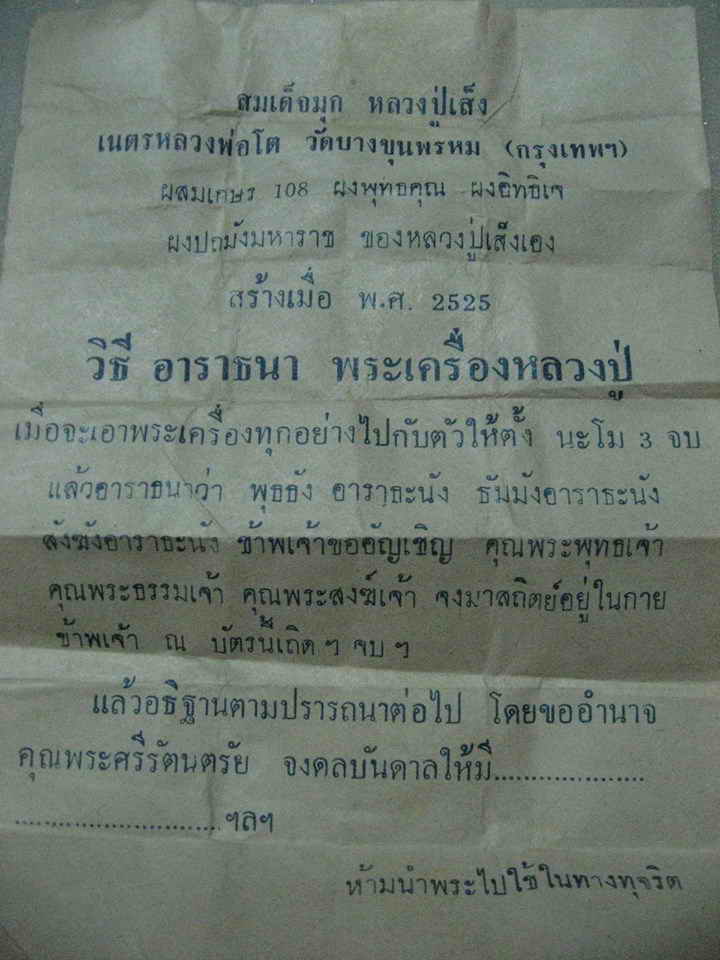 สมเด็จมุก หลวงปู่เส็ง
เนตรหลวงพ่อโต วัดบางขุนพรหม (กรุงเทพฯ)
ผสมเกษร 108 ผงพุทธคุณ ผงอิทธิเจ
ผงปถมังมหาราช ของหลวงปู่เส็งเอง
สร้างเมื่อ พ.ศ. 2525
วิธี อาราธนา พระเครื่องหลวงปู่
เมื่อจะเอาพระเครื่องทุกอย่างไปกับตัวให้ตั้ง นะโม 3 จบ
แล้วอาราธนาว่า พุธธัง อาราธะนัง ธัมมังอาราธะนัง
สังฆังอาราธะนัง ข้าพเจ้าขออัญเชิญ คุณพระพุทธเจ้า
คุณพระธรรมเจ้า คุณพระสงฆ์เจ้า จงมาสถิตย์อยู่ในกาย
ข้าพเจ้า ณ บัตรนี้เถิด ๆ จบ ๆ
แล้วอธิฐานตามปรารถนาต่อไป โดยขออำนาจ
คุณพระศรีรัตนตรัย จงดลบันดาลให้มี....................
...........................ฯลฯ
ห้ามนำพระไปใช้ในทางทุจริต